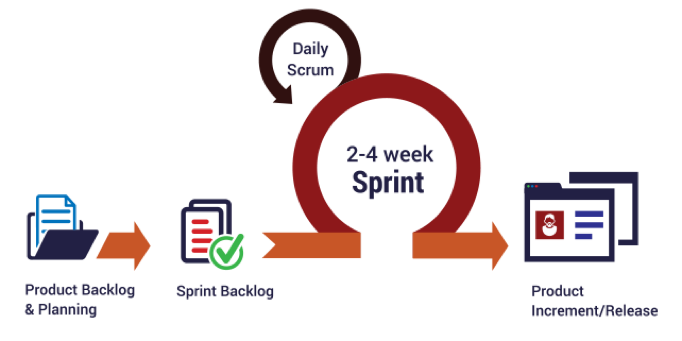 Daily
Scrum
2-4 week
Sprint
Product Backlog
& Planning
Sprint Backlog
Product
Increment/Release